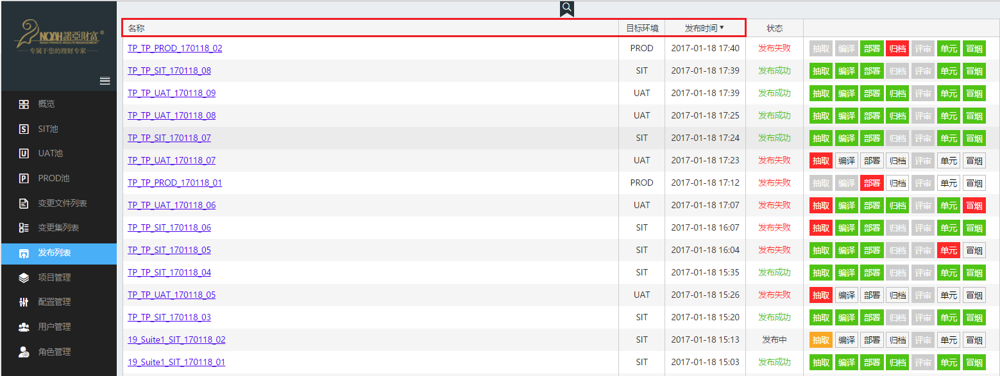 NOAH諾亞財富®
NOAH PRIVATE WEALTH MANAGEMENT
专属于您的理财专家
概览
SIT池
UAT池
PROD池
变更文件列表
变更集列表
发布列表
项目管理
配置管理
用户管理
角色管理
名称 目标环境 发布时间▼ 状态
TP_TP_PROD_170118_02 PROD 2017-01-18 17:40 发布失败 抽取 编译 部署 归档 评审 单元 冒烟
TP_TP_SIT_170118_08 SIT 2017-01-18 17:39 发布成功 抽取 编译 部署 归档 评审 单元 冒烟
TP_TP_UAT_170118_09 UAT 2017-01-18 17:39 发布成功 抽取 编译 部署 归档 评审 单元 冒烟
TP_TP_UAT_170118_08 UAT 2017-01-18 17:25 发布成功 抽取 编译 部署 归档 评审 单元 冒烟
TP_TP_SIT_170118_07 SIT 2017-01-18 17:24 发布成功 抽取 编译 部署 归档 评审 单元 冒烟
TP_TP_UAT_170118_07 UAT 2017-01-18 17:23 发布失败 抽取 编译 部署 归档 评审 单元 冒烟
TP_TP_PROD_170118_01 PROD 2017-01-18 17:12 发布失败 抽取 编译 部署 归档 评审 单元 冒烟
TP_TP_UAT_170118_06 UAT 2017-01-18 17:07 发布失败 抽取 编译 部署 归档 评审 单元 冒烟
TP_TP_SIT_170118_06 SIT 2017-01-18 16:07 发布失败 抽取 编译 部署 归档 评审 单元 冒烟
TP_TP_SIT_170118_05 SIT 2017-01-18 16:04 发布失败 抽取 编译 部署 归档 评审 单元 冒烟
TP_TP_SIT_170118_04 SIT 2017-01-18 15:35 发布成功 抽取 编译 部署 归档 评审 单元 冒烟
TP_TP_UAT_170118_05 UAT 2017-01-18 15:26 发布失败 抽取 编译 部署 归档 评审 单元 冒烟
TP_TP_SIT_170118_03 SIT 2017-01-18 15:20 发布成功 抽取 编译 部署 归档 评审 单元 冒烟
19_Suite1_SIT_170118_02 SIT 2017-01-18 15:13 发布中 抽取 编译 部署 归档 评审 单元 冒烟
19_Suite1_SIT_170118_01 SIT 2017-01-18 15:03 发布成功 抽取 编译 部署 归档 评审 单元 冒烟